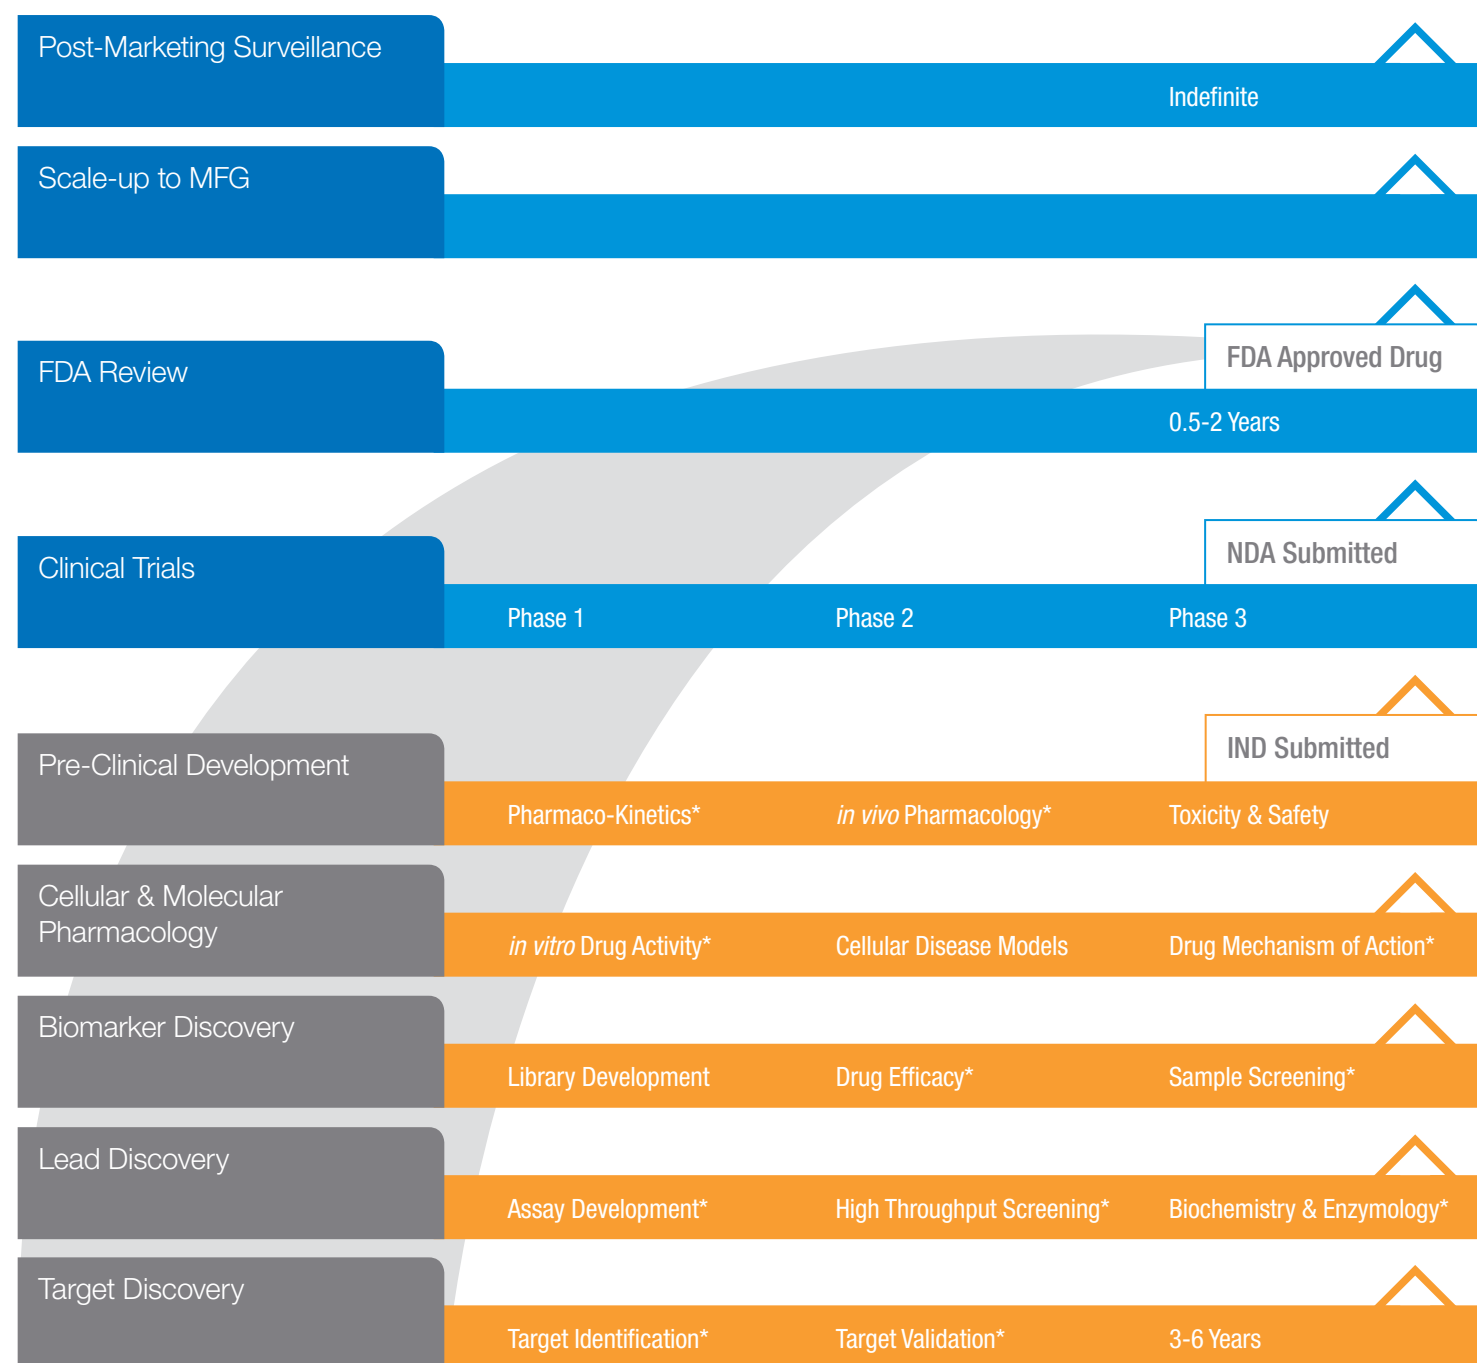 Post-Marketing Surveillance
Indefinite
Scale-up to MFG
FDA Review
FDA Approved Drug
0.5-2 Years
Clinical Trials
NDA Submitted
Phase 1
Phase 2
Phase 3
Pre-Clinical Development
IND Submitted
Pharmaco-Kinetics*
in vivo Pharmacology*
Toxicity & Safety
Cellular & Molecular
Pharmacology
in vitro Drug Activity*
Cellular Disease Models
Drug Mechanism of Action*
Biomarker Discovery
Library Development
Drug Efficacy*
Sample Screening*
Lead Discovery
Assay Development*
High Throughput Screening*
Biochemistry & Enzymology*
Target Discovery
Target Identification*
Target Validation*
3-6 Years